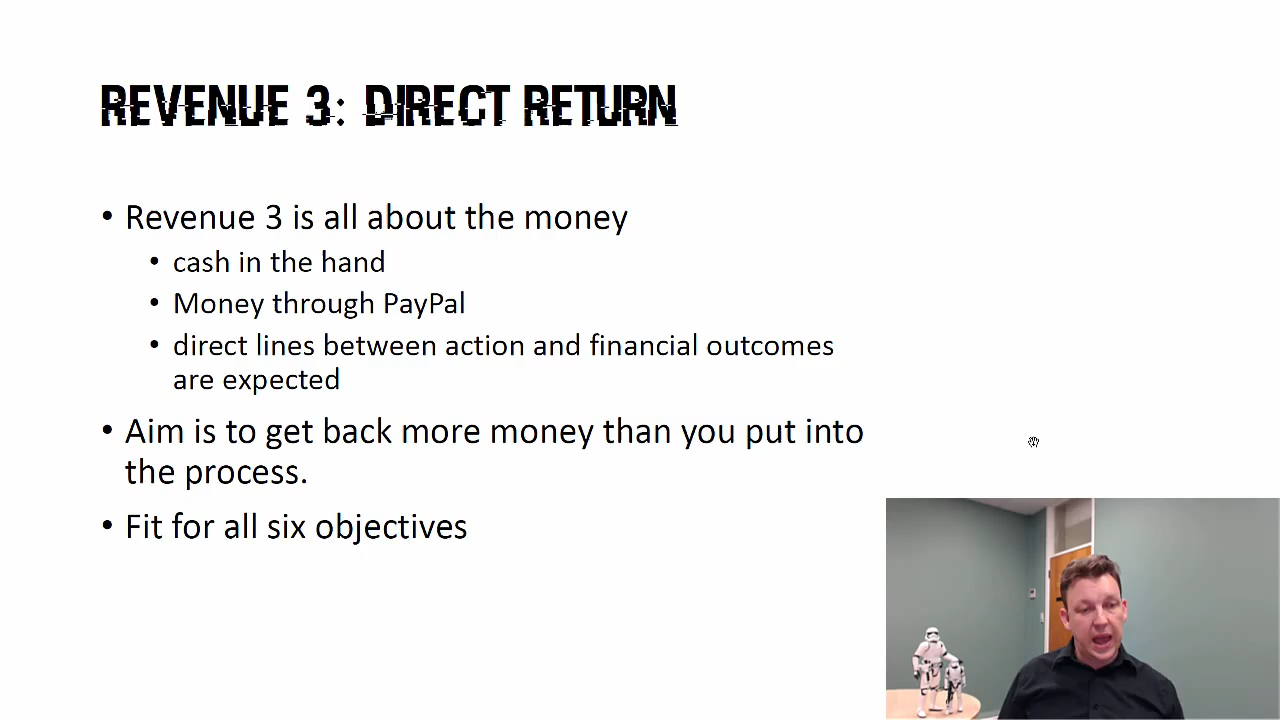 REVENUE 3: DIRECT RETURN
• Revenue 3 is all about the money
• cash in the hand
• Money through PayPal
• direct lines between action and financial outcomes
are expected
• Aim is to get back more money than you put into
the process.
• Fit for all six objectives